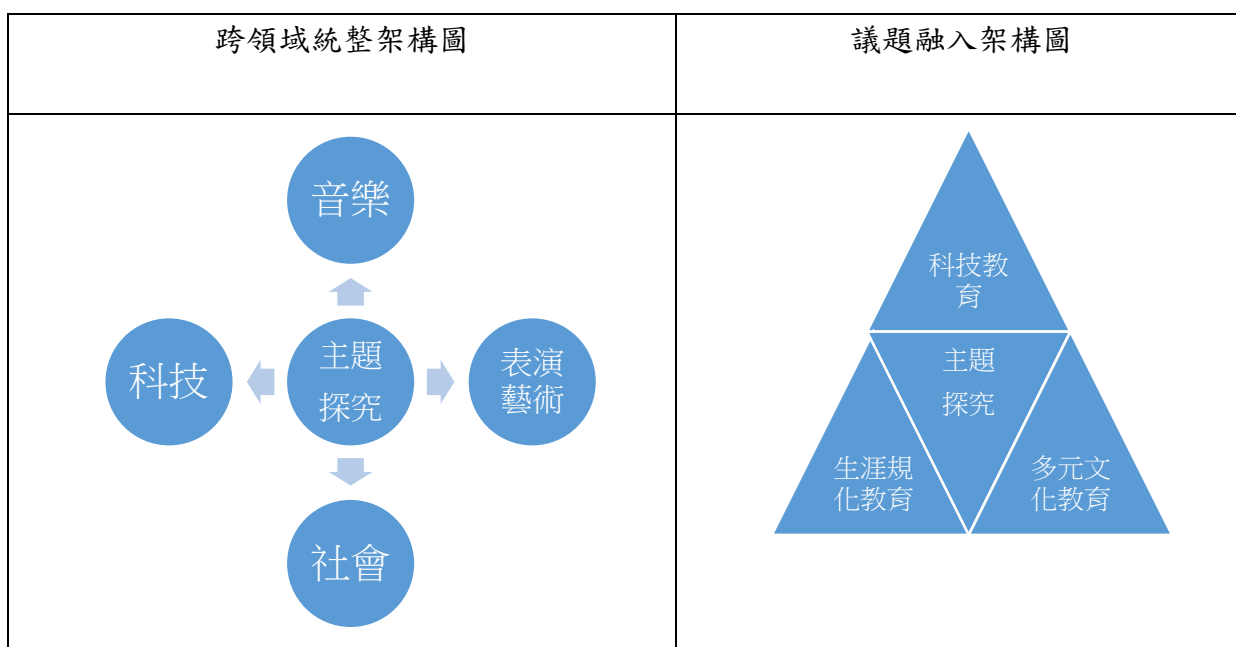 跨領域統整架構圖
議題融入架構圖
音樂
科技
主題
探究
表演
藝術
社會
科技教
育
主題
探究
生涯規
化教育
多元文
化教育